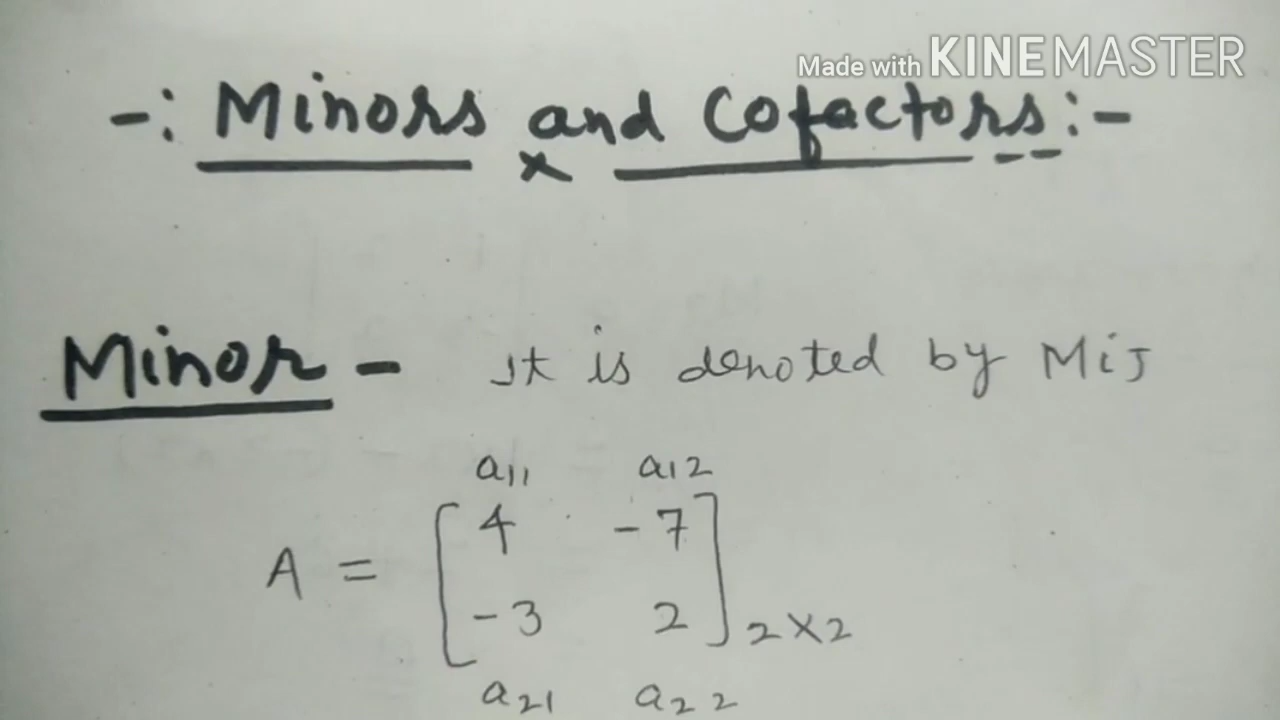 Made with KINEMASTER
-: Minors and Cofactors :-
Minor - It is denoted by Mij
a11 a12
A = [ 4 -7
-3 2 ] 2×2
a21 a22